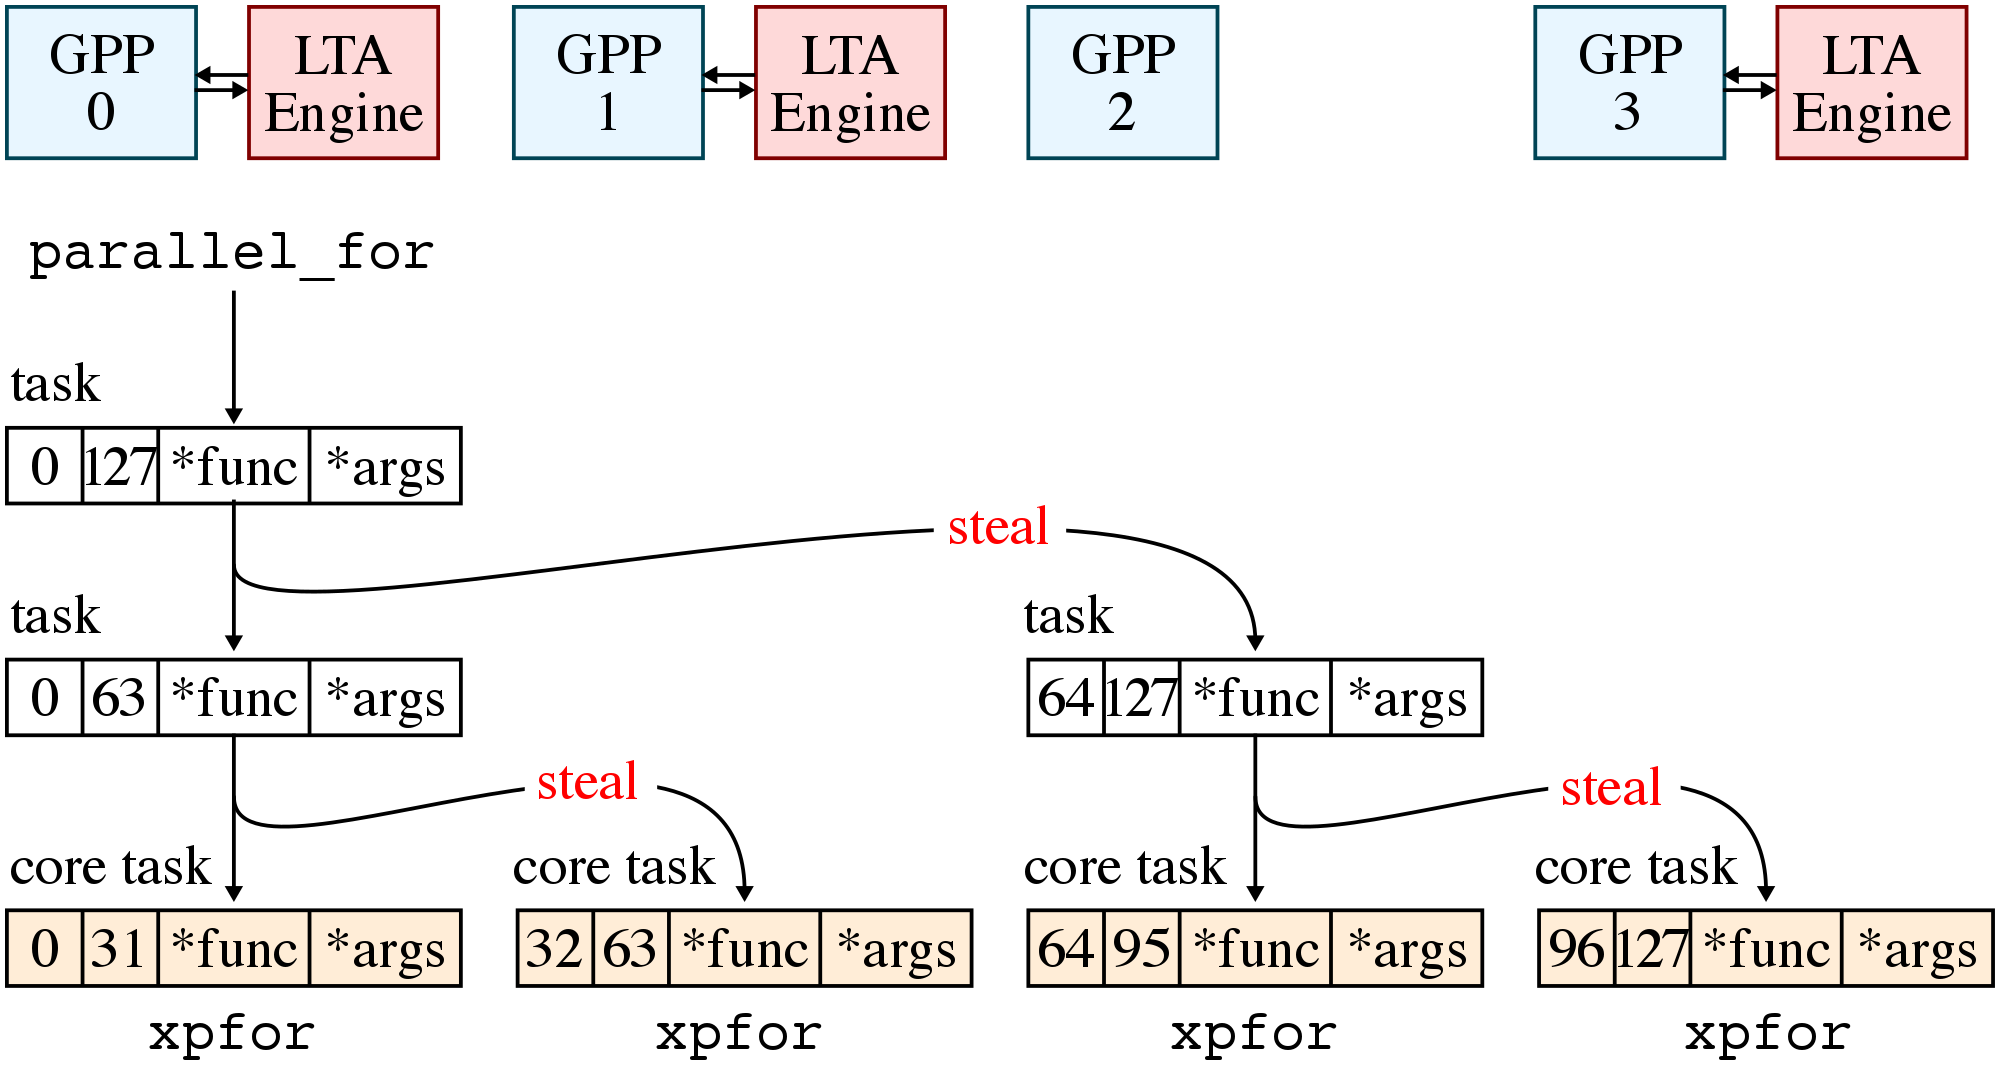 GPP
0
LTA
Engine
GPP
1
LTA
Engine
GPP
2
GPP
3
LTA
Engine
parallel_for
task
0 127 *func *args
steal
task
0 63 *func *args
task
64 127 *func *args
steal
steal
core task
0 31 *func *args
xpfor
core task
32 63 *func *args
xpfor
core task
64 95 *func *args
xpfor
core task
96 127 *func *args
xpfor